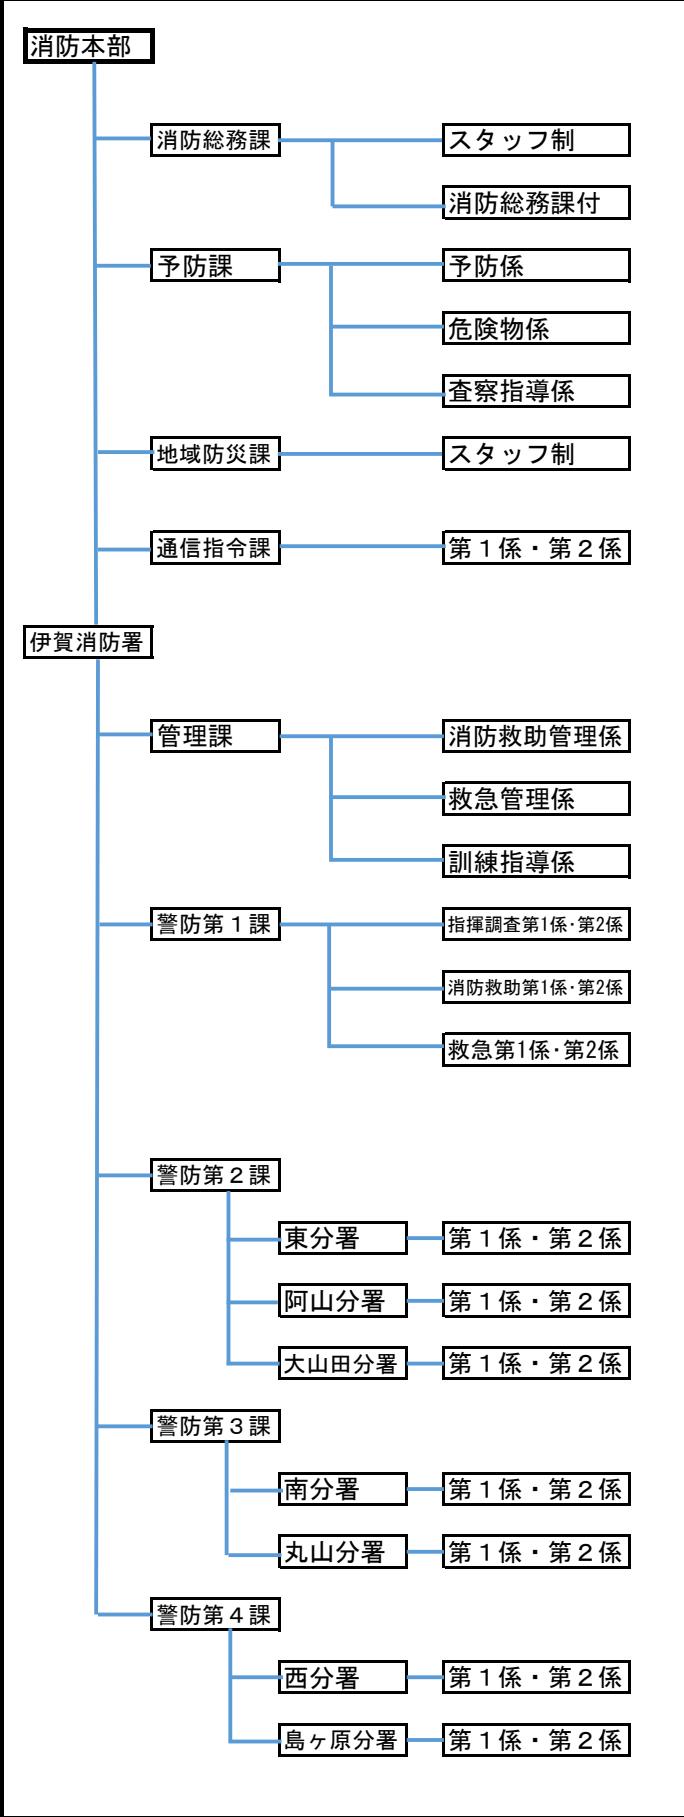 消防本部
消防総務課
スタッフ制
消防総務課付
予防課
予防係
危険物係
査察指導係
地域防災課
スタッフ制
通信指令課
第１係・第２係
伊賀消防署
管理課
消防救助管理係
救急管理係
訓練指導係
警防第１課
指揮調査第1係･第2係
消防救助第1係･第2係
救急第1係･第2係
警防第２課
東分署
第１係・第２係
阿山分署
第１係・第２係
大山田分署
第１係・第２係
警防第３課
南分署
第１係・第２係
丸山分署
第１係・第２係
警防第４課
西分署
第１係・第２係
島ヶ原分署
第１係・第２係